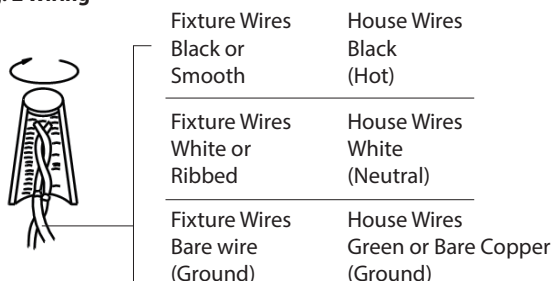 Wiring
Fixture Wires House Wires
Black or Black
Smooth (Hot)
Fixture Wires House Wires
White or White
Ribbed (Neutral)
Fixture Wires House Wires
Bare wire Green or Bare Copper
(Ground) (Ground)